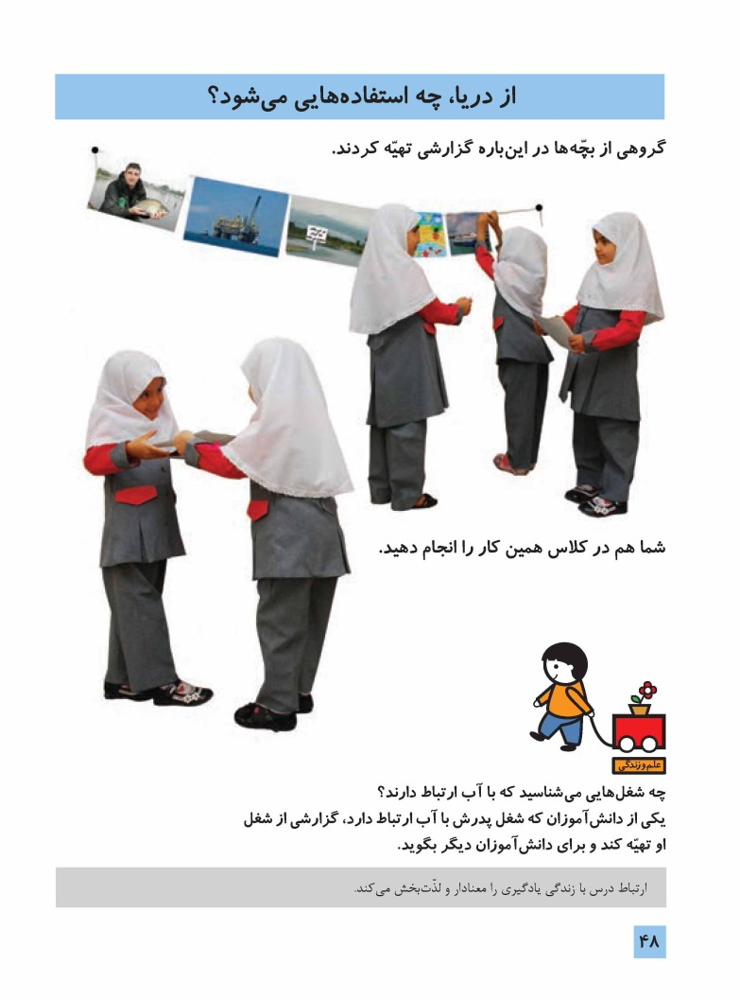 از دریا، چه استفاده‌هایی می‌شود؟
گروهی از بچّه‌ها در این‌باره گزارشی تهیّه کردند.
شما هم در کلاس همین کار را انجام دهید.
علم و زندگی
چه شغل‌هایی می‌شناسید که با آب ارتباط دارند؟
یکی از دانش‌آموزان که شغل پدرش با آب ارتباط دارد، گزارشی از شغل
او تهیّه کند و برای دانش‌آموزان دیگر بگوید.
ارتباط درس با زندگی یادگیری را معنادار و لذّت‌بخش می‌کند.
۴۸